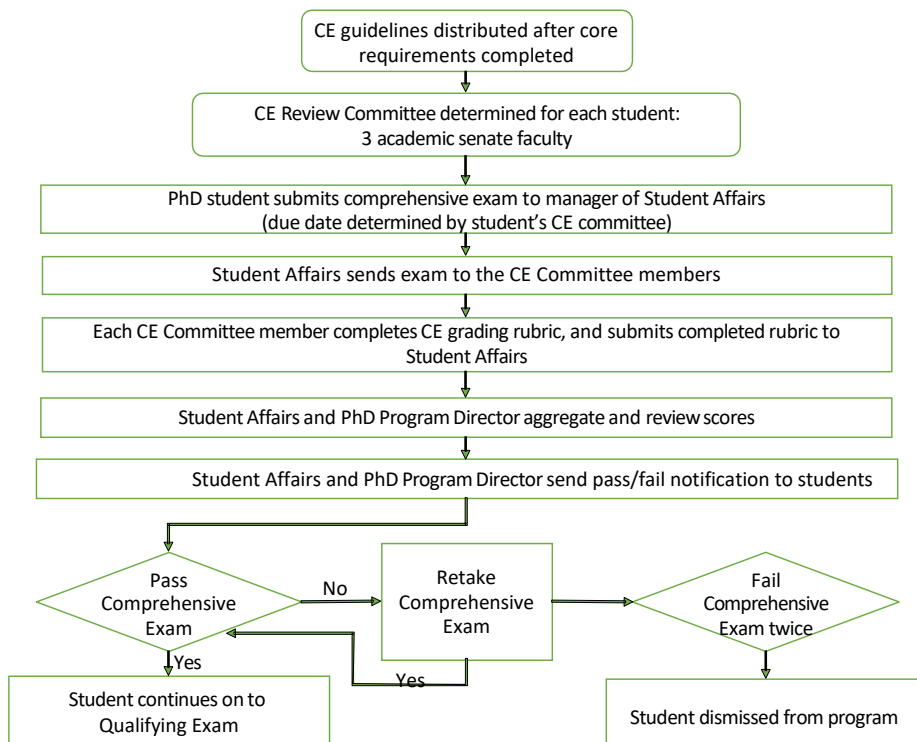 CE guidelines distributed after core
requirements completed
CE Review Committee determined for each student:
3 academic senate faculty
PhD student submits comprehensive exam to manager of Student Affairs
(due date determined by student's CE committee)
Student Affairs sends exam to the CE Committee members
Each CE Committee member completes CE grading rubric, and submits completed rubric to
Student Affairs
Student Affairs and PhD Program Director aggregate and review scores
Student Affairs and PhD Program Director send pass/fail notification to students
Pass
Comprehensive
Exam
No
Retake
Comprehensive
Exam
Fail
Comprehensive
Exam twice
Yes
Yes
Student continues on to
Qualifying Exam
Student dismissed from program